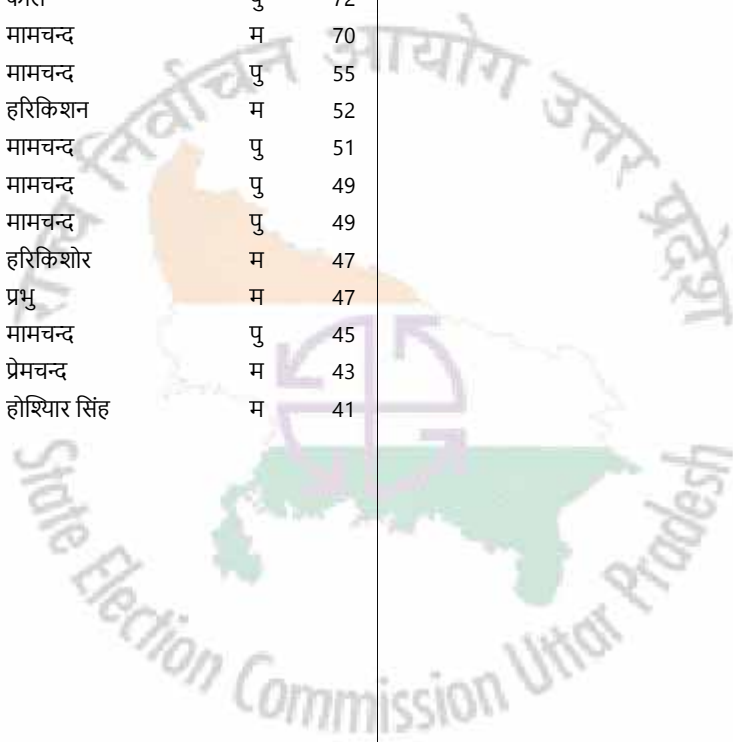 मामचन्द म 70
मामचन्द पु 55
हरिकिशन म 52
मामचन्द पु 51
मामचन्द पु 49
मामचन्द पु 49
हरिकिशोर म 47
प्रभु म 47
मामचन्द पु 45
प्रेमचन्द म 43
होश्यिार सिंह म 41
राज्य निर्वाचन आयोग उत्तर प्रदेश
State Election Commission Uttar Pradesh